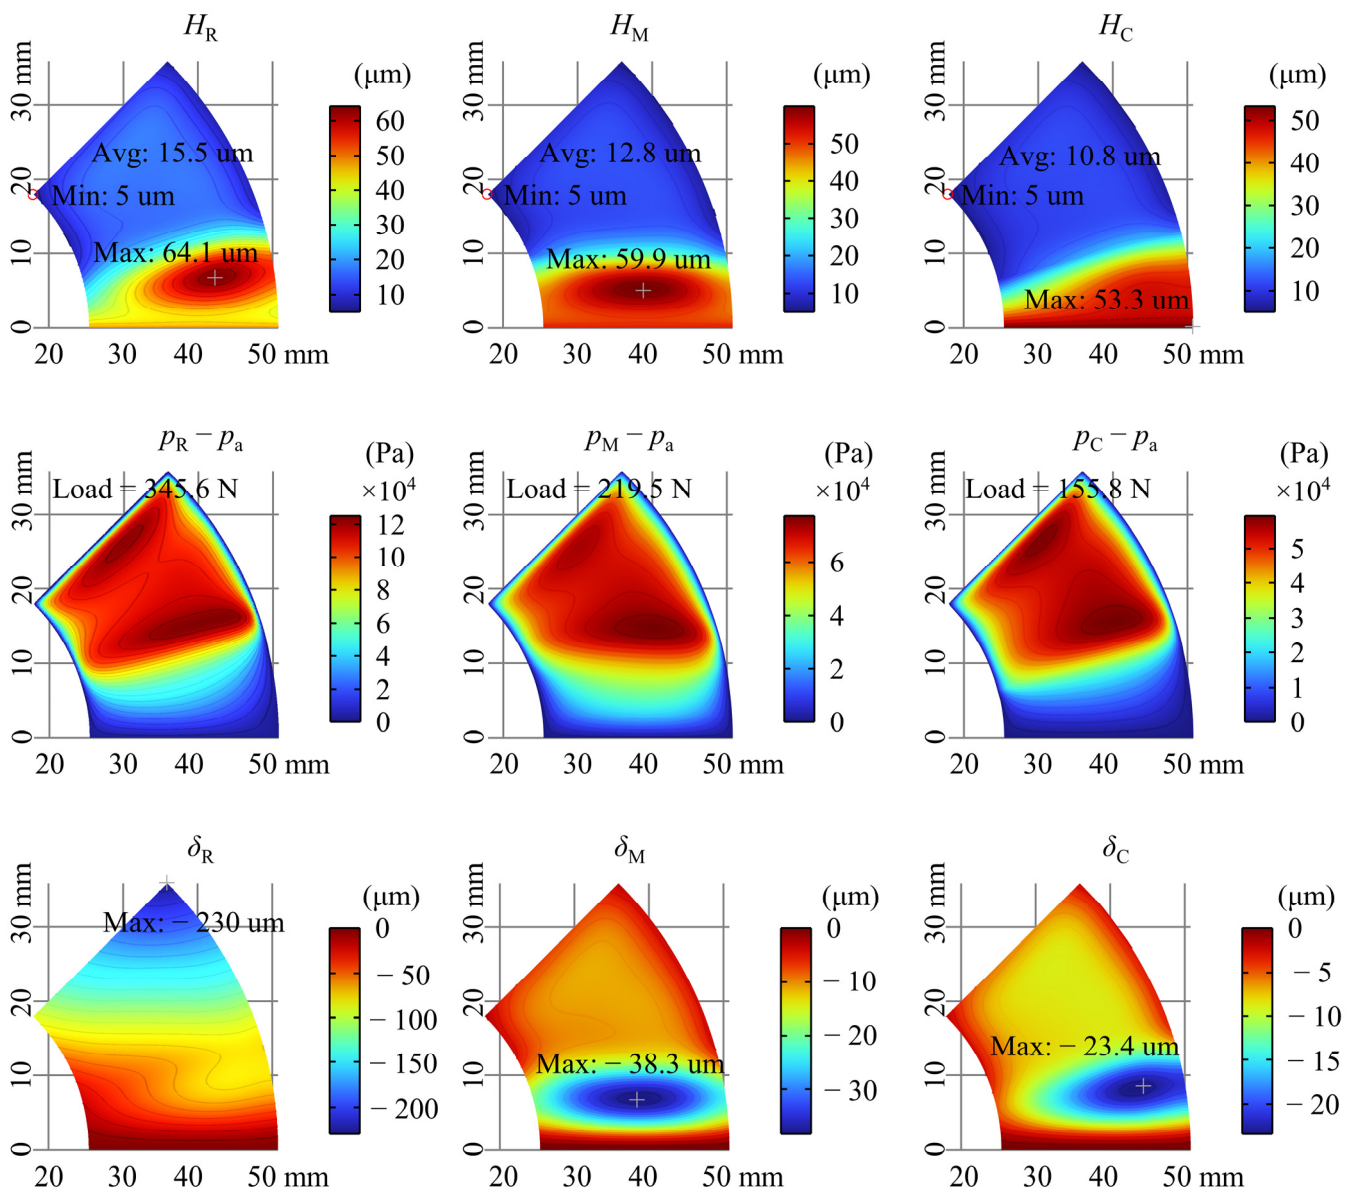 H_R
(μm)
30 mm
20
10
0
Avg: 15.5 um
Min: 5 um
Max: 64.1 um
60
50
40
30
20
10
20 30 40 50 mm
H_M
(μm)
Avg: 12.8 um
Min: 5 um
Max: 59.9 um
30 mm
20
10
0
50
40
30
20
10
20 30 40 50 mm
H_C
(μm)
Avg: 10.8 um
Min: 5 um
Max: 53.3 um
30 mm
20
10
0
50
40
30
20
10
20 30 40 50 mm
p_R − p_a
(Pa)
×10⁴
Load = 345.6 N
30 mm
20
10
0
12
10
8
6
4
2
0
20 30 40 50 mm
p_M − p_a
(Pa)
×10⁴
Load = 219.5 N
30 mm
20
10
0
6
4
2
0
20 30 40 50 mm
p_C − p_a
(Pa)
×10⁴
Load = 155.8 N
30 mm
20
10
0
5
4
3
2
1
0
20 30 40 50 mm
δ_R
(μm)
Max: − 230 um
30 mm
20
10
0
0
− 50
− 100
− 150
− 200
20 30 40 50 mm
δ_M
(μm)
Max: − 38.3 um
30 mm
20
10
0
0
− 10
− 20
− 30
20 30 40 50 mm
δ_C
(μm)
Max: − 23.4 um
30 mm
20
10
0
0
− 5
− 10
− 15
− 20
20 30 40 50 mm